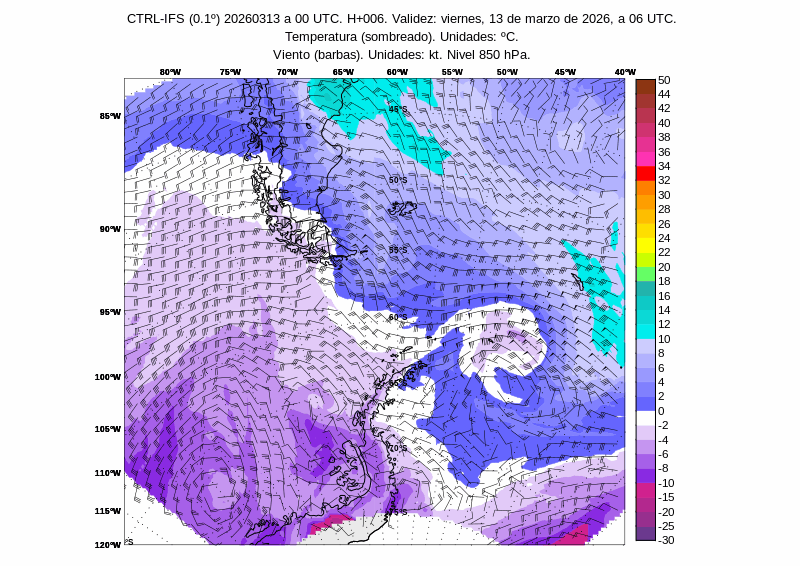 CTRL-IFS (0.1º) 20260313 a 00 UTC. H+006. Validez: viernes, 13 de marzo de 2026, a 06 UTC.
Temperatura (sombreado). Unidades: ºC.
Viento (barbas). Unidades: kt. Nivel 850 hPa.
80°W 75°W 70°W 65°W 60°W 55°W 50°W 45°W 40°W
50
44
42
40
38
36
34
32
30
28
26
24
22
20
18
16
14
12
10
8
6
4
2
0
-2
-4
-6
-8
-10
-15
-20
-25
-30
85°W
90°W
95°W
100°W
105°W
110°W
115°W
120°W
45°S
50°S
55°S
60°S
65°S
70°S
75°S
°S